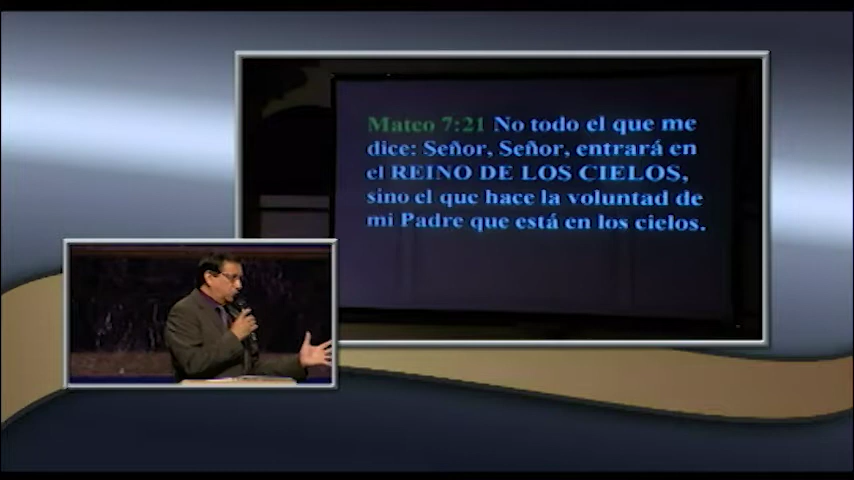 Mateo 7:21 No todo el que me
dice: Señor, Señor, entrará en
el REINO DE LOS CIELOS,
sino el que hace la voluntad de
mi Padre que está en los cielos.